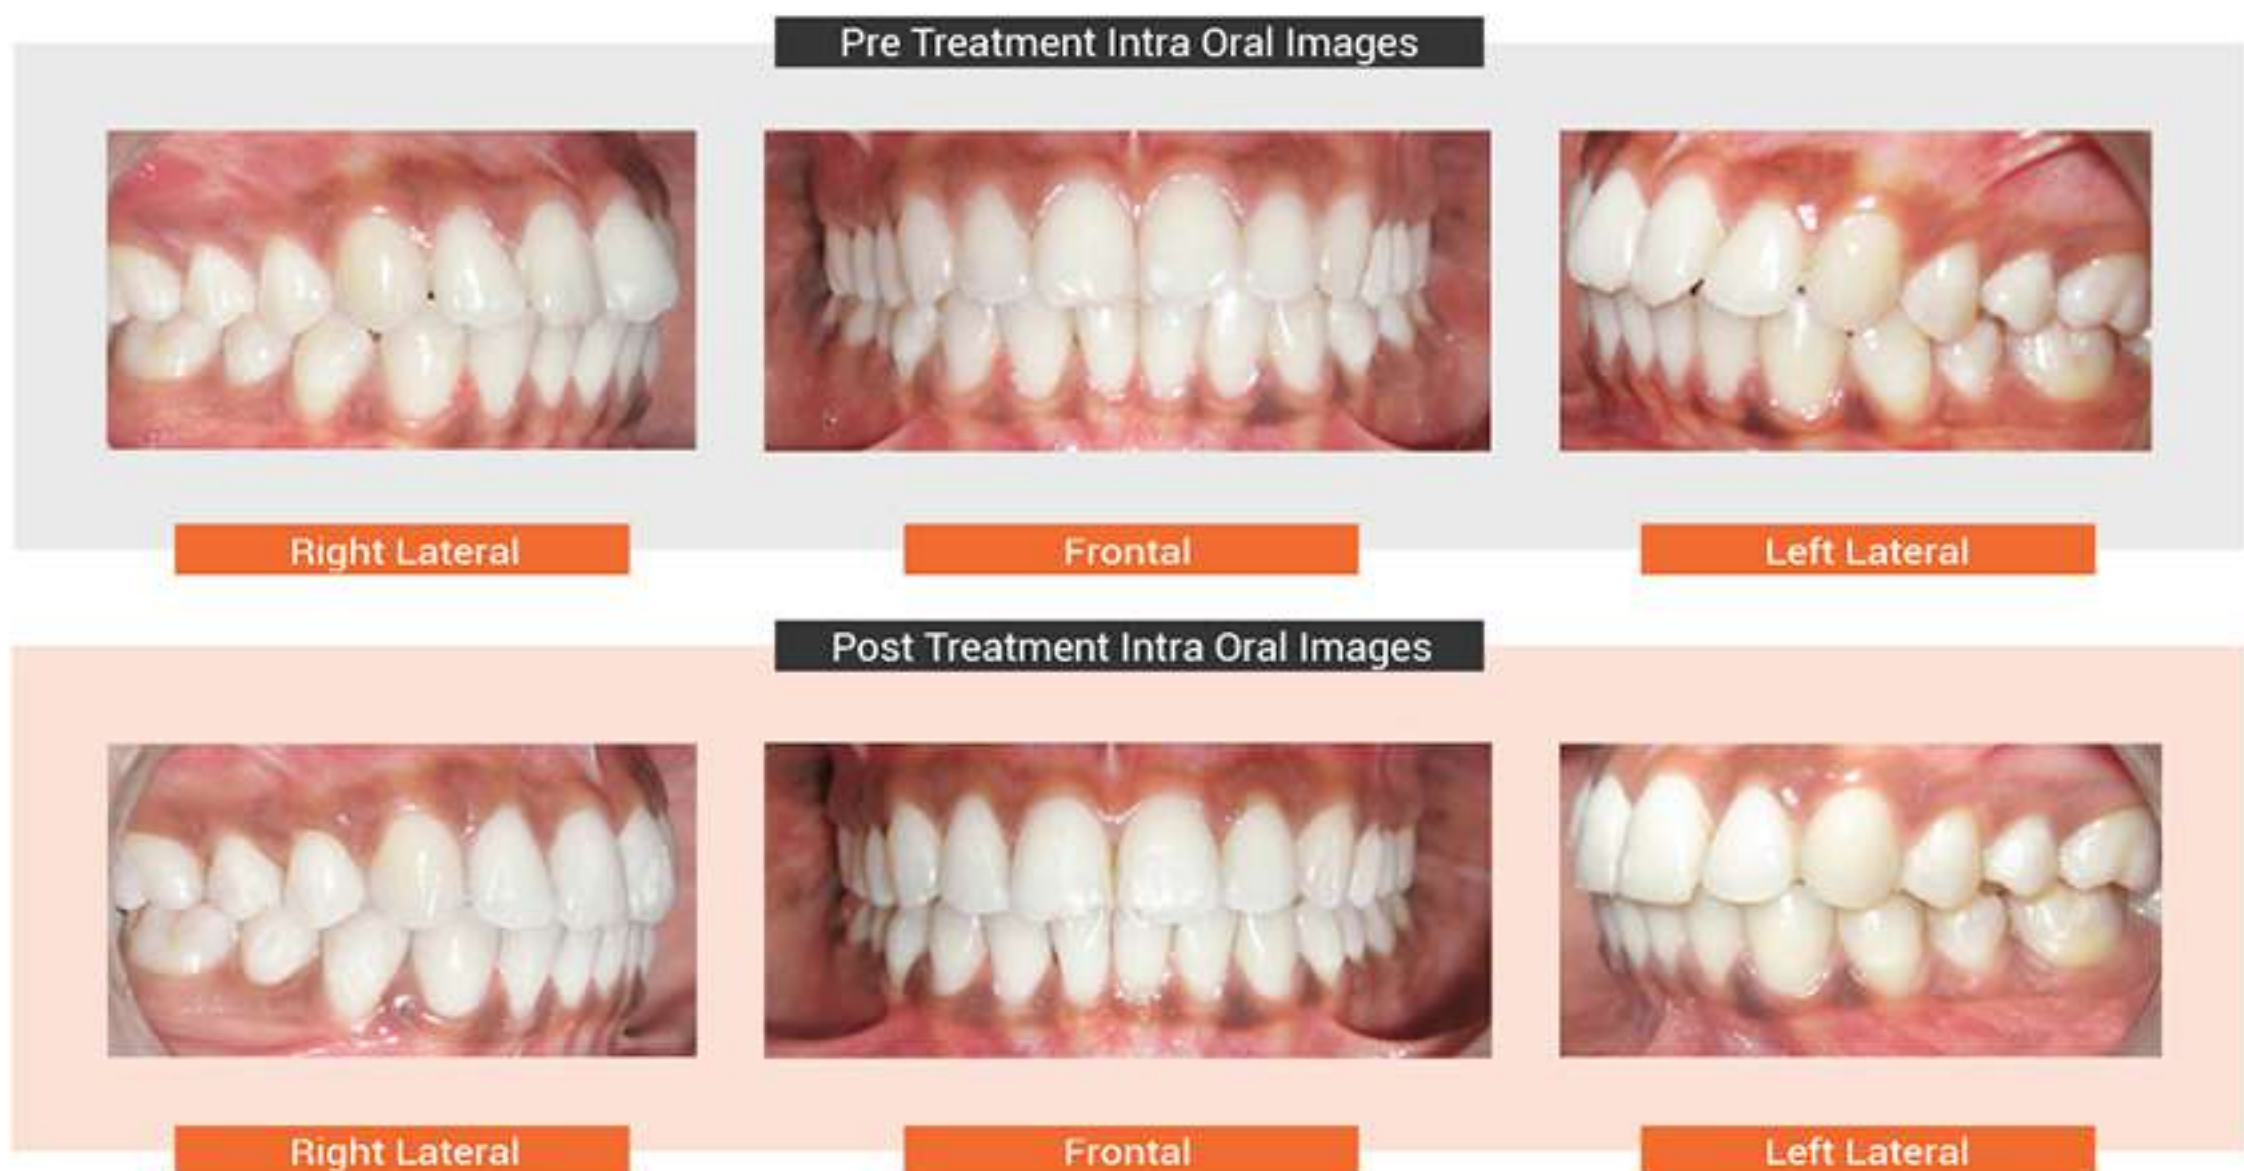 Pre Treatment Intra Oral Images
Right Lateral
Frontal
Left Lateral
Post Treatment Intra Oral Images
Right Lateral
Frontal
Left Lateral